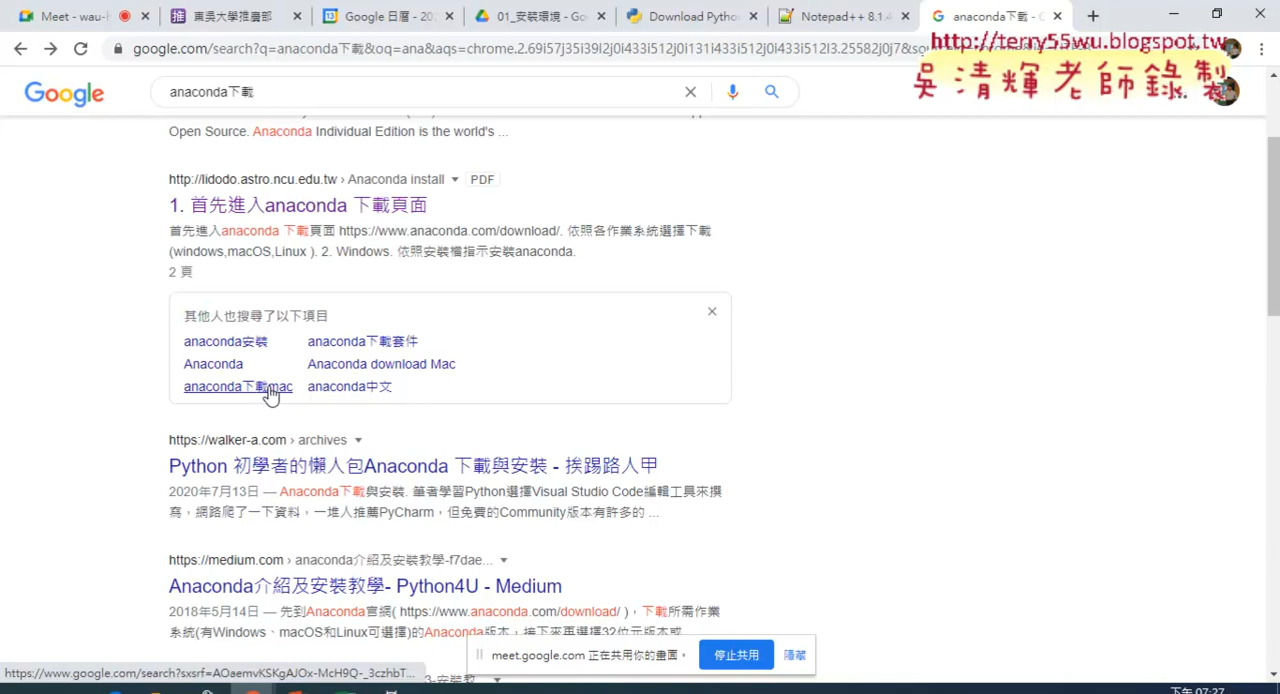 Meet - wau-h
東吳大學推廣部
Google 日曆 - 202
01_安裝環境 - Go
Download Pytho
Notepad++ 8.1.4
anaconda下載 - G
google.com/search?q=anaconda下載&oq=ana&aqs=chrome.2.69i57j35i39l2j0i433i512j0i131i433i512j0i512l3.25582j0j7&so
http://terry55wu.blogspot.tw
吳清輝老師錄製
Google
anaconda下載
Open Source. Anaconda Individual Edition is the world's ...
http://lidodo.astro.ncu.edu.tw › Anaconda install
PDF
1. 首先進入anaconda 下載頁面
首先進入anaconda 下載頁面 https://www.anaconda.com/download/. 依照各作業系統選擇下載
(windows,macOS,Linux ). 2. Windows. 依照安裝檔指示安裝anaconda.
2 頁
其他人也搜尋了以下項目
anaconda安裝
anaconda下載套件
Anaconda
Anaconda download Mac
anaconda下載mac
anaconda中文
https://walker-a.com › archives
Python 初學者的懶人包Anaconda 下載與安裝 - 挨踢路人甲
2020年7月13日 — Anaconda下載與安裝. 筆者學習Python選擇Visual Studio Code編輯工具來撰
寫，網路爬了一下資料，一堆人推薦PyCharm，但免費的Community版本有許多的 ...
https://medium.com › anaconda介紹及安裝教學-f7dae...
Anaconda介紹及安裝教學- Python4U - Medium
2018年5月14日 — 先到Anaconda官網( https://www.anaconda.com/download/ )，下載所需作業
系統(有Windows、macOS和Linux可選擇)的Anaconda版本，接下來再選擇32位元版本或
meet.google.com 正在共用你的畫面。
停止共用
隱藏
https://www.google.com/search?sxsrf=AOaemvKSKgAJOx-McH9Q-_3czhbT...
下午 07:27